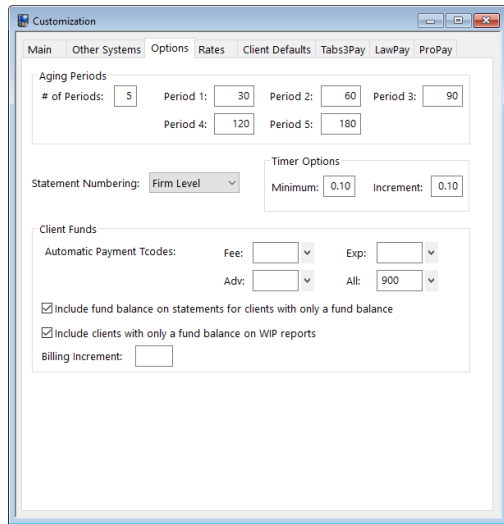 Customization
Main Other Systems Options Rates Client Defaults Tabs3Pay LawPay ProPay
Aging Periods
# of Periods: 5 Period 1: 30 Period 2: 60 Period 3: 90
Period 4: 120 Period 5: 180
Timer Options
Statement Numbering: Firm Level Minimum: 0.10 Increment: 0.10
Client Funds
Automatic Payment Tcodes: Fee: Exp:
Adv: All: 900
Include fund balance on statements for clients with only a fund balance
Include clients with only a fund balance on WIP reports
Billing Increment: